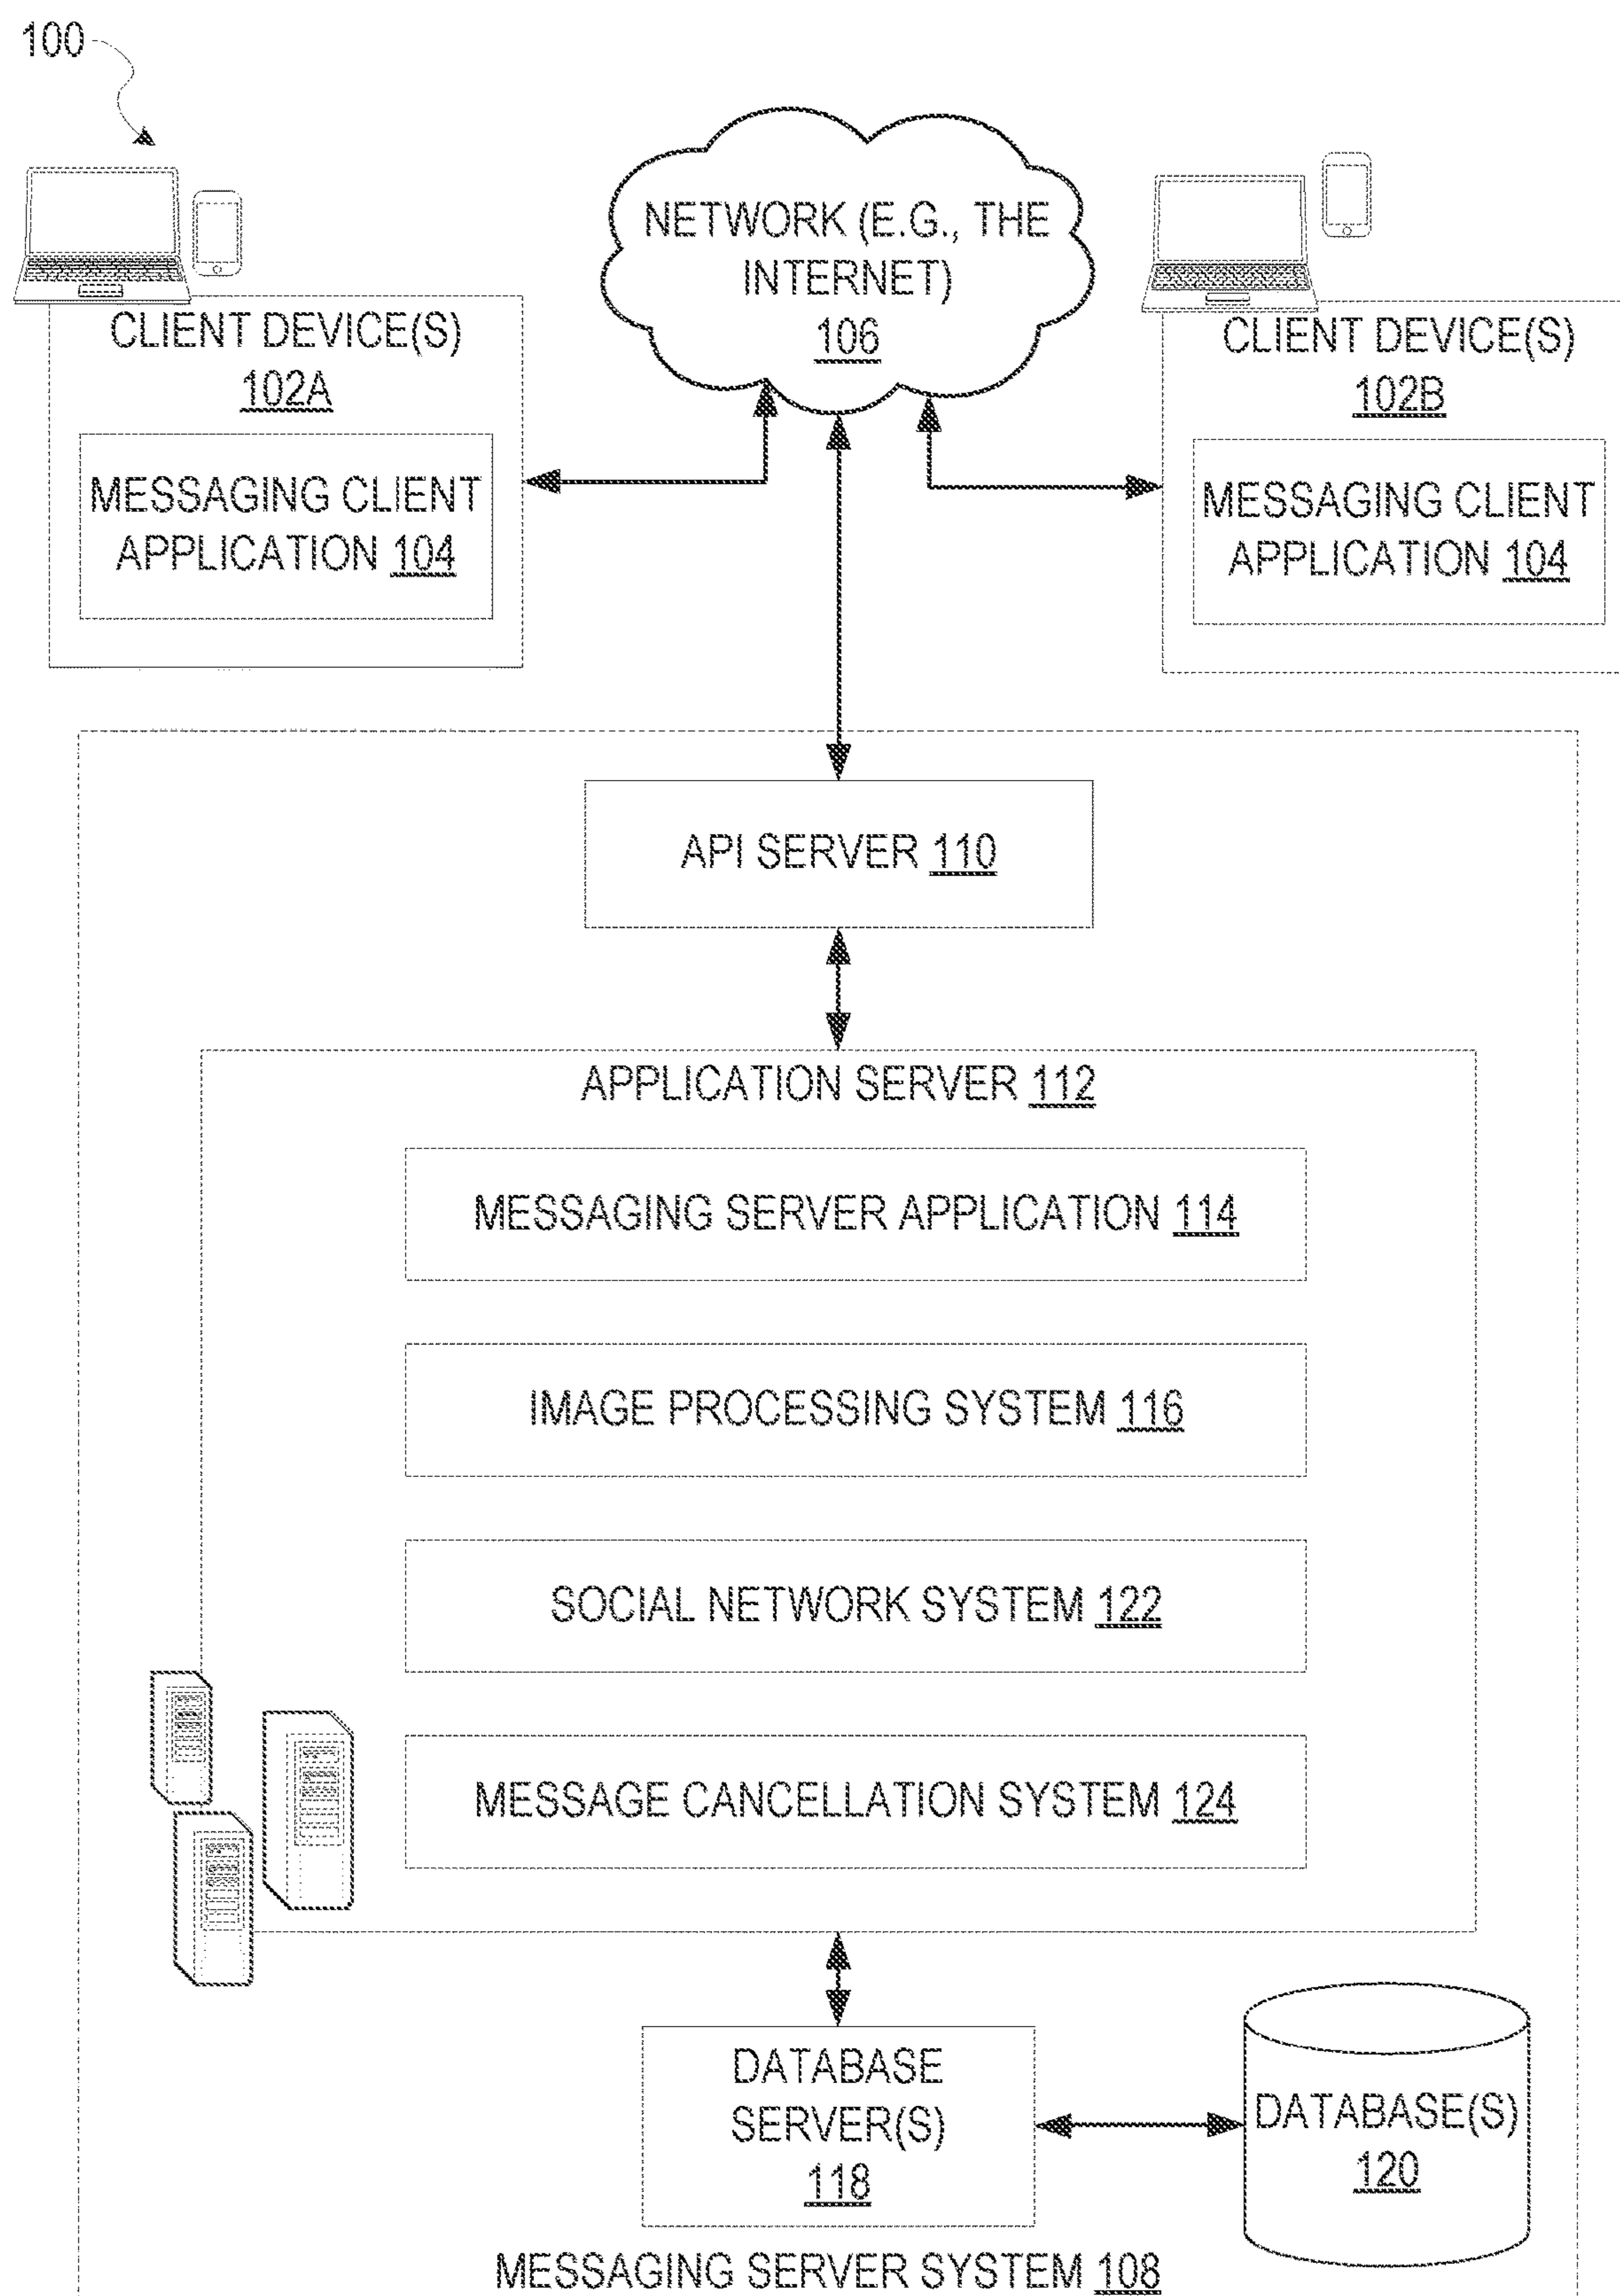 100
NETWORK (E.G., THE
INTERNET)
106
CLIENT DEVICE(S)
102A
MESSAGING CLIENT
APPLICATION 104
CLIENT DEVICE(S)
102B
MESSAGING CLIENT
APPLICATION 104
API SERVER 110
APPLICATION SERVER 112
MESSAGING SERVER APPLICATION 114
IMAGE PROCESSING SYSTEM 116
SOCIAL NETWORK SYSTEM 122
MESSAGE CANCELLATION SYSTEM 124
DATABASE
SERVER(S)
118
DATABASE(S)
120
MESSAGING SERVER SYSTEM 108